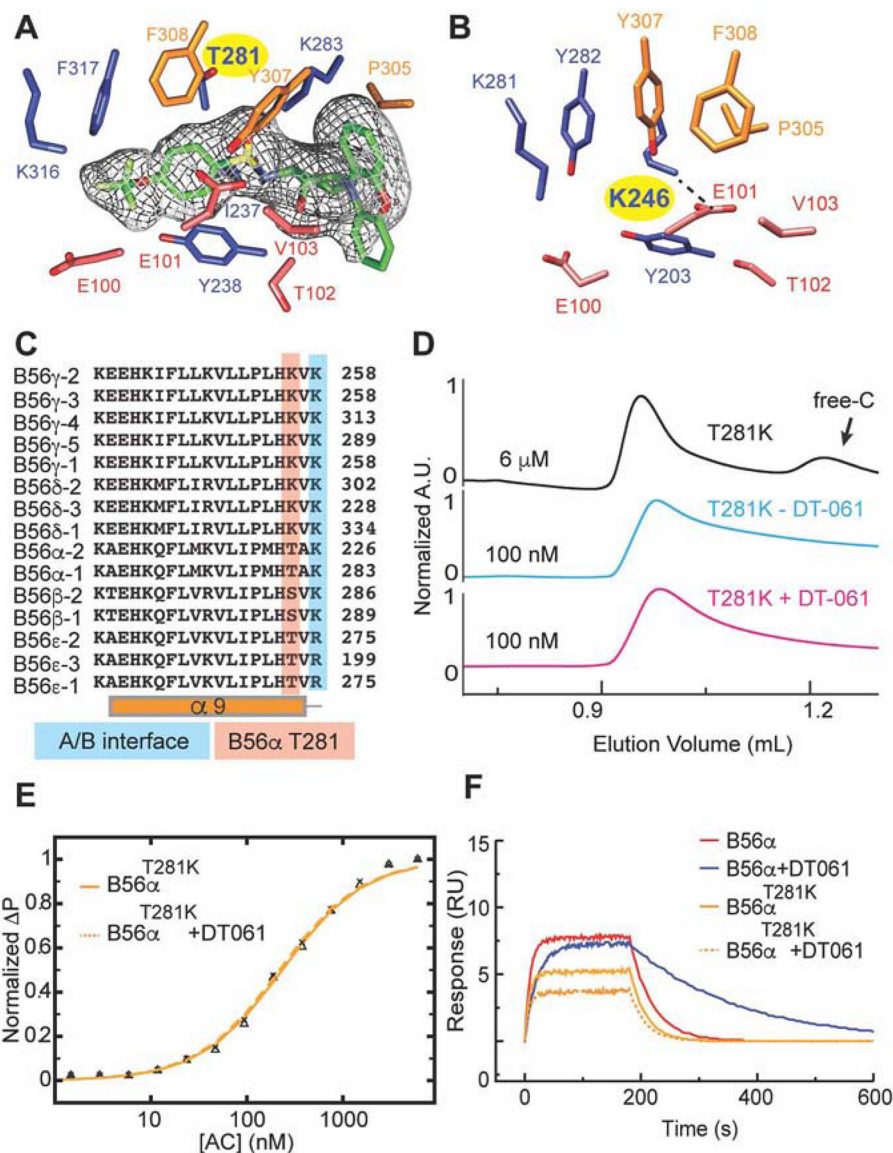 A
F308
T281
K283
F317
Y307
P305
K316
I237
E101
V103
E100
Y238
T102
B
Y307
F308
Y282
K281
P305
E101
K246
V103
Y203
T102
E100
C
B56γ-2 KEEHKIFLLKVLLPLHKVK 258
B56γ-3 KEEHKIFLLKVLLPLHKVK 258
B56γ-4 KEEHKIFLLKVLLPLHKVK 313
B56γ-5 KEEHKIFLLKVLLPLHKVK 289
B56γ-1 KEEHKIFLLKVLLPLHKVK 258
B56δ-2 KEEHKMFLIRVLLPLHKVK 302
B56δ-3 KEEHKMFLIRVLLPLHKVK 228
B56δ-1 KEEHKMFLIRVLLPLHKVK 334
B56α-2 KAEHKQFLMKVLIPMHTAK 226
B56α-1 KAEHKQFLMKVLIPMHTAK 283
B56β-2 KTEHKQFLVRVLIPLHSVK 286
B56β-1 KTEHKQFLVRVLIPLHSVK 289
B56ε-2 KAEHKQFLVKVLIPLHTVR 275
B56ε-3 KAEHKQFLVKVLIPLHTVR 199
B56ε-1 KAEHKQFLVKVLIPLHTVR 275
α 9
A/B interface B56α T281
D
Normalized A.U.
1
0
6 μM
T281K
free-C
1
0
100 nM
T281K - DT-061
1
0
100 nM
T281K + DT-061
0.9 1.2
Elution Volume (mL)
E
Normalized ΔP
1
0.8
0.6
0.4
0 2
0
T281K
B56α
T281K
B56α +DT061
10 100 1000
[AC] (nM)
F
Response (RU)
15
10
5
0
B56α
B56α+DT061
T281K
B56α
T281K
B56α +DT061
0 200 400 600
Time (s)